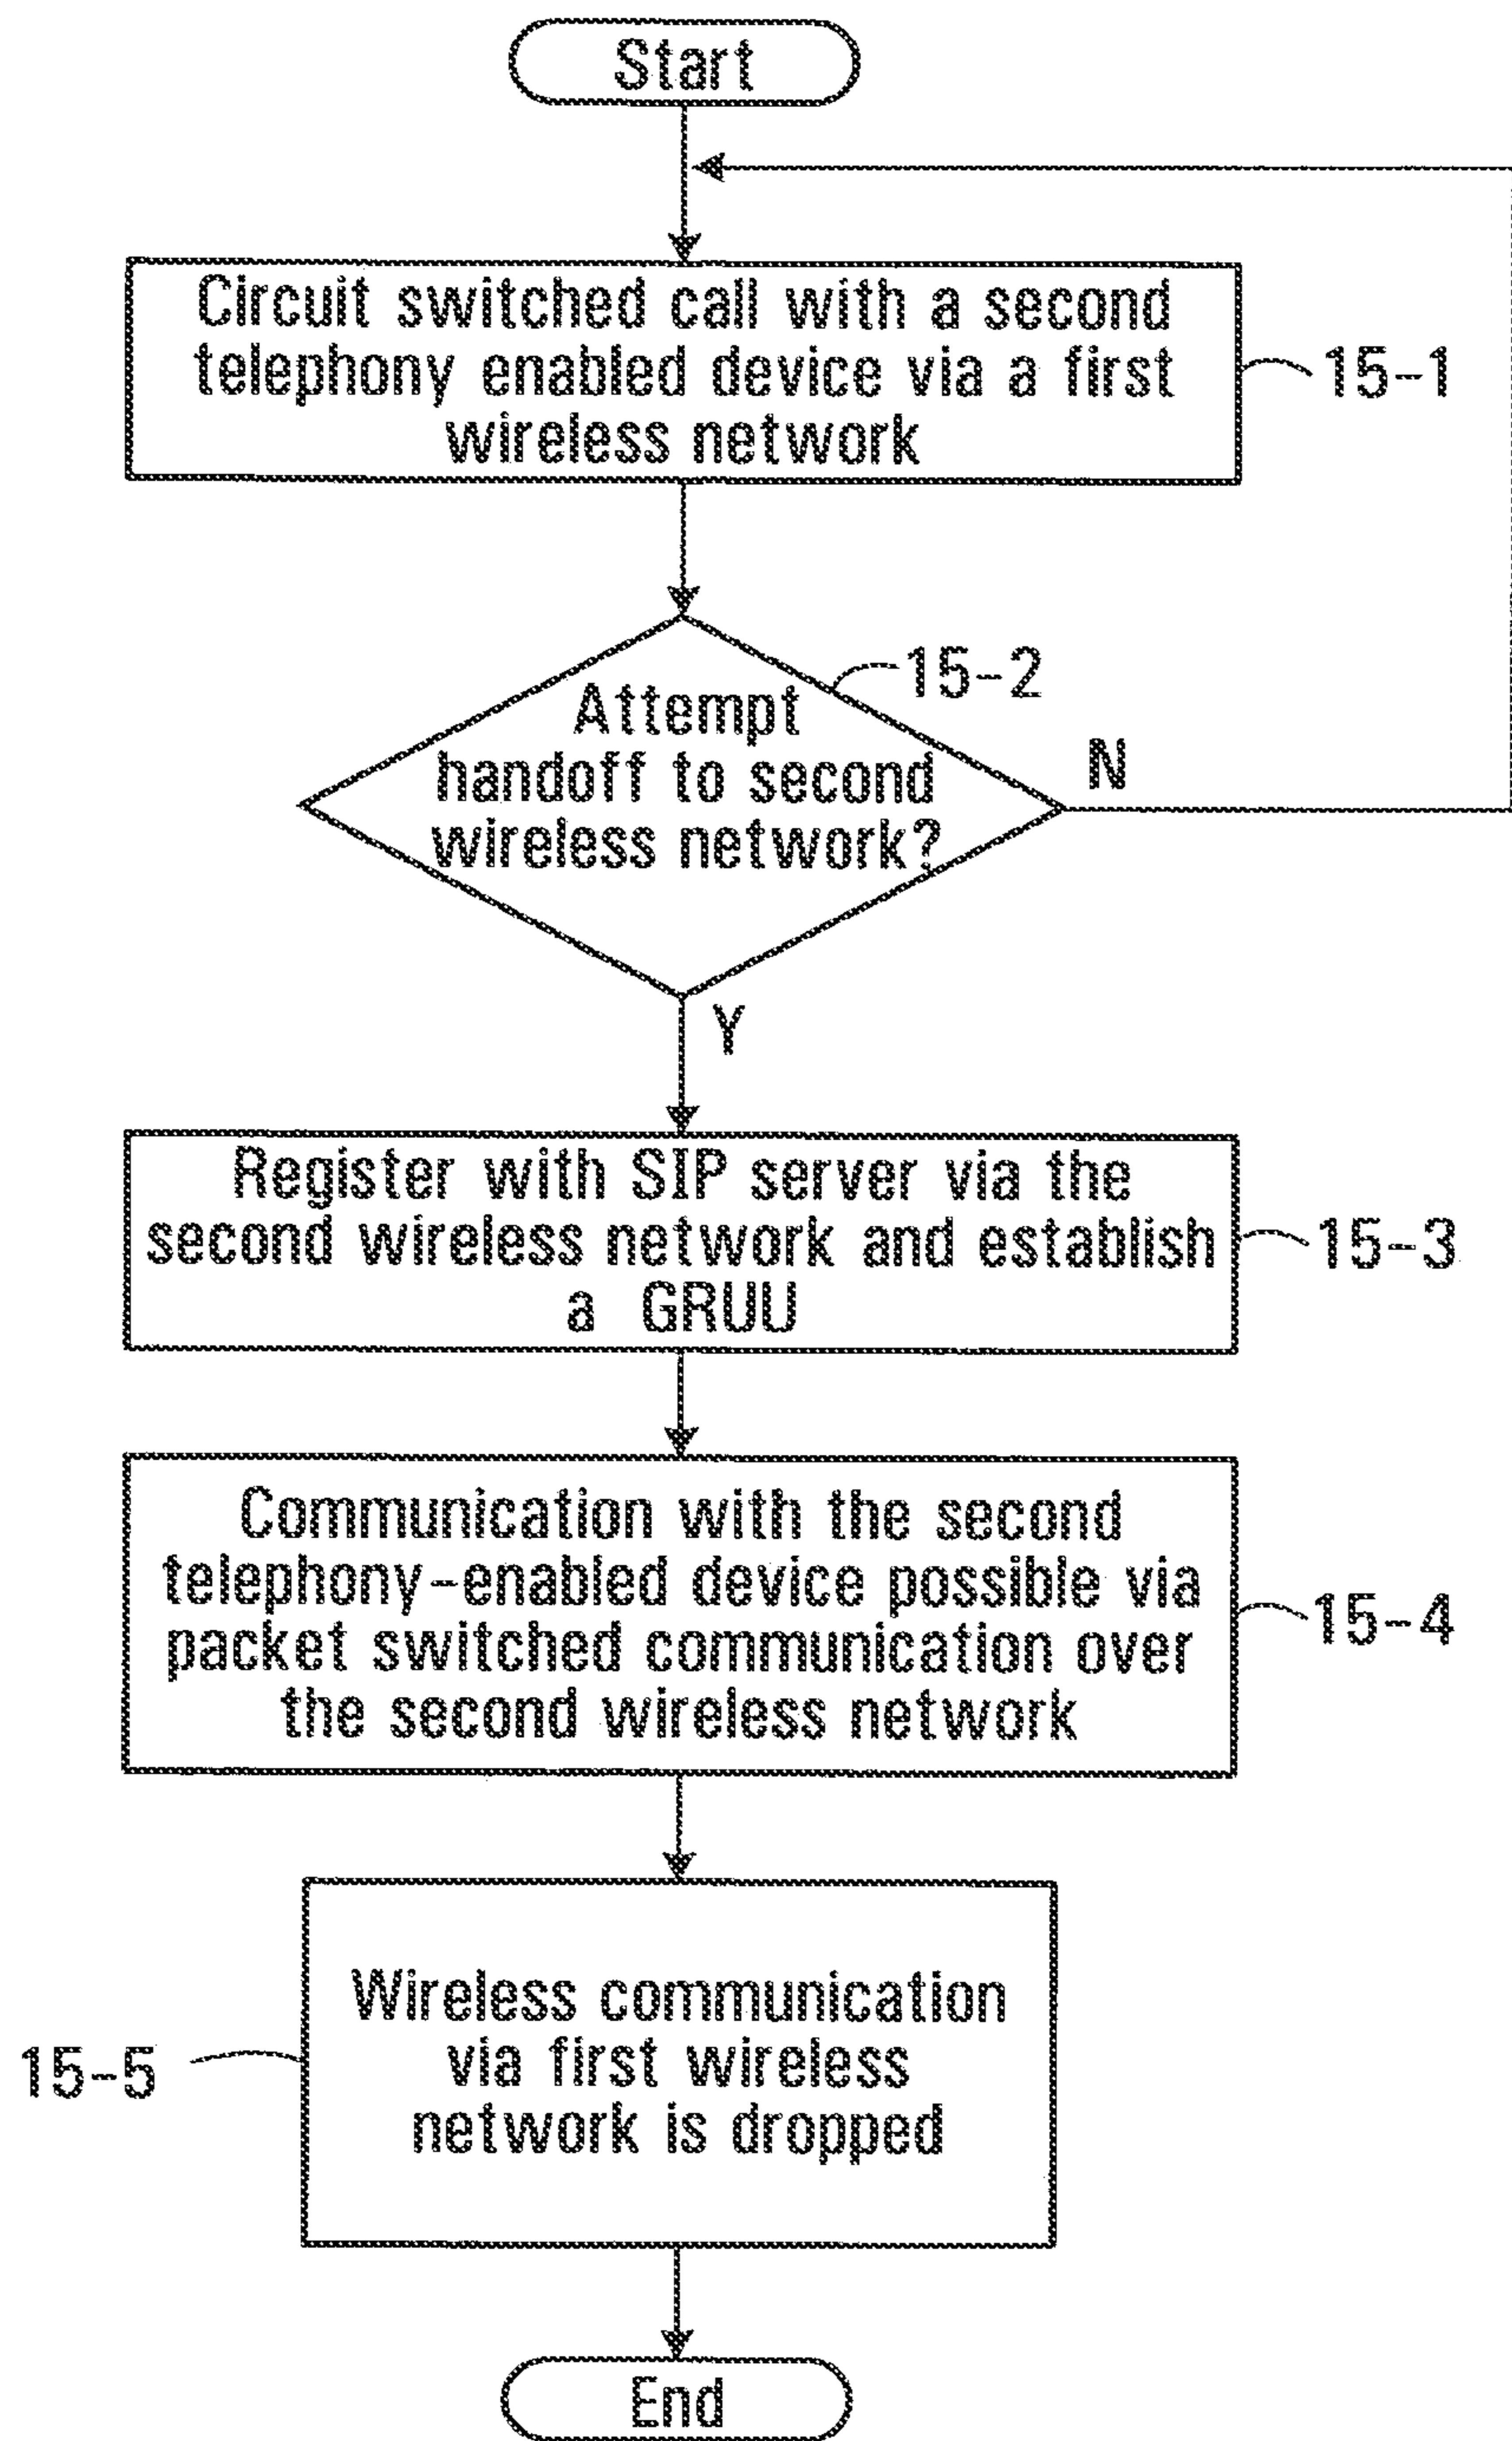 Start
Circuit switched call with a second
telephony enabled device via a first
wireless network
15-1
15-2
Attempt
handoff to second
wireless network?
N
Y
Register with SIP server via the
second wireless network and establish
a GRUU
15-3
Communication with the second
telephony-enabled device possible via
packet switched communication over
the second wireless network
15-4
Wireless communication
via first wireless
network is dropped
15-5
End